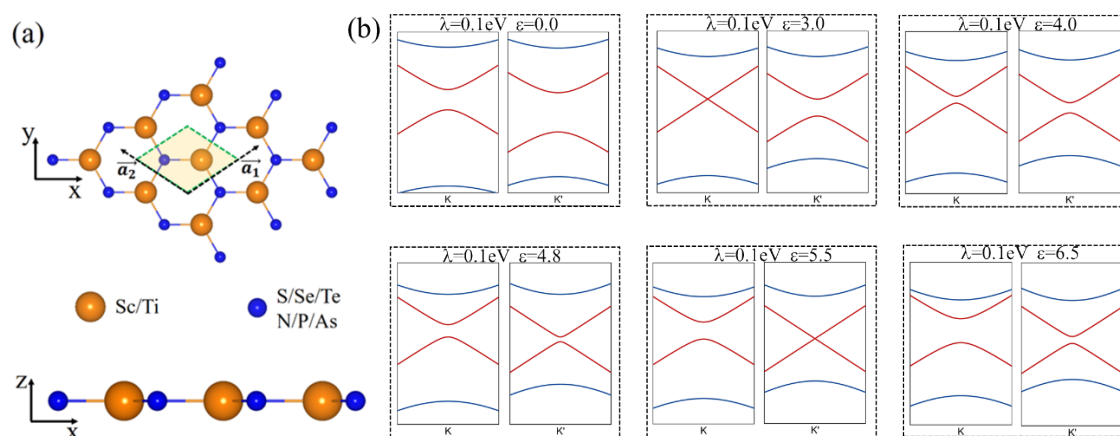 (a)
y
x
a₂
a₁
Sc/Ti
S/Se/Te
N/P/As
z
x
(b)
λ=0.1eV ε=0.0
K
K'
λ=0.1eV ε=3.0
K
K'
λ=0.1eV ε=4.0
K
K'
λ=0.1eV ε=4.8
K
K'
λ=0.1eV ε=5.5
K
K'
λ=0.1eV ε=6.5
K
K'